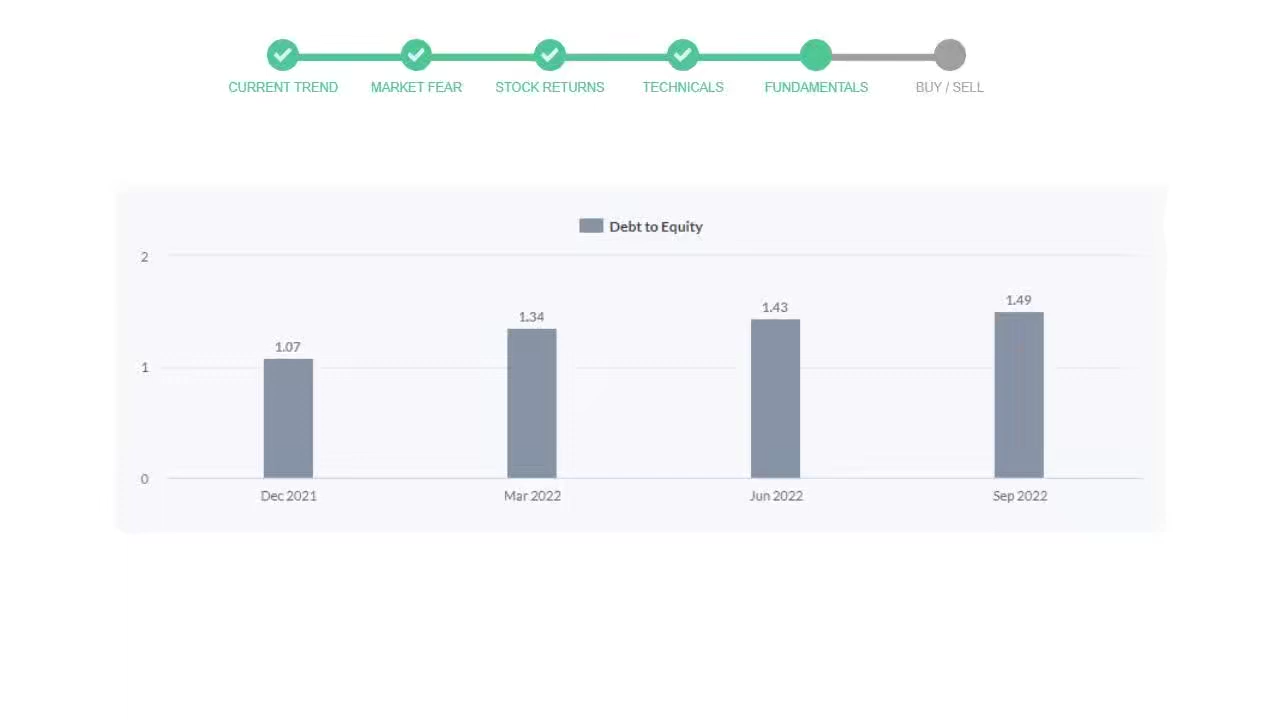 CURRENT TREND MARKET FEAR STOCK RETURNS TECHNICALS FUNDAMENTALS BUY / SELL
Debt to Equity
2
1.49
1.43
1.34
1.07
1
0
Dec 2021 Mar 2022 Jun 2022 Sep 2022